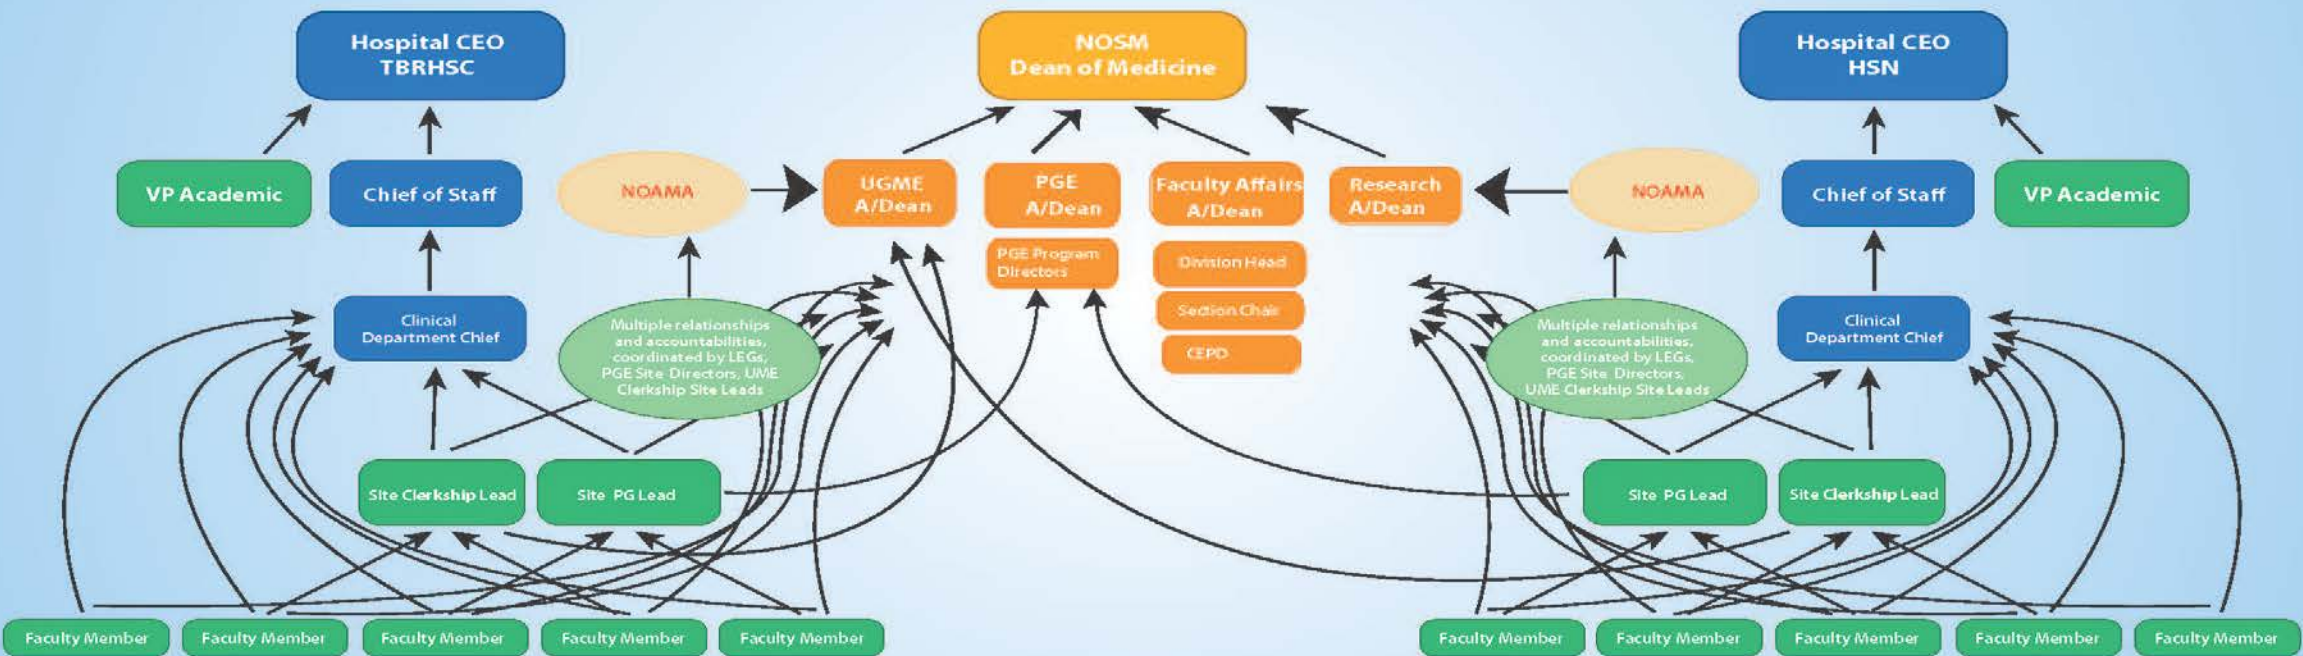 Hospital CEO
TBRHSC
NOSM
Dean of Medicine
Hospital CEO
HSN
VP Academic
Chief of Staff
NOAMA
UGME
A/Dean
PGE
A/Dean
Faculty Affairs
A/Dean
Research
A/Dean
NOAMA
Chief of Staff
VP Academic
PGE Program
Directors
Division Head
Section Chair
CEPD
Clinical
Department Chief
Multiple relationships
and accountabilities,
coordinated by LEGs,
PGE Site Directors, UME
Clerkship Site Leads
Multiple relationships
and accountabilities,
coordinated by LEGs,
PGE Site Directors,
UME Clerkship Site Leads
Clinical
Department Chief
Site Clerkship Lead
Site PG Lead
Site PG Lead
Site Clerkship Lead
Faculty Member
Faculty Member
Faculty Member
Faculty Member
Faculty Member
Faculty Member
Faculty Member
Faculty Member
Faculty Member
Faculty Member